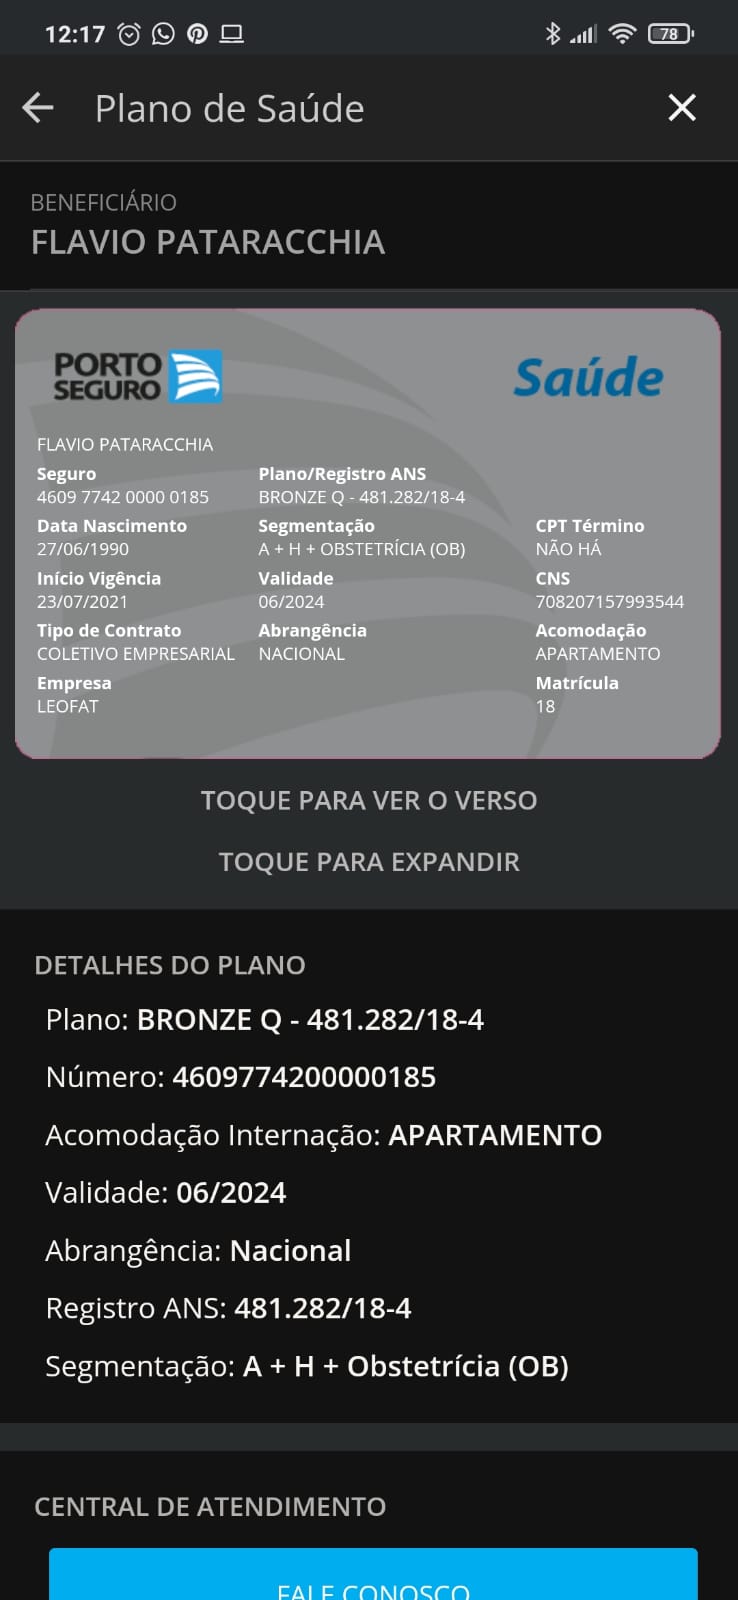 12:17
78
Plano de Saúde
BENEFICIÁRIO
FLAVIO PATARACCHIA
PORTO SEGURO
Saúde
FLAVIO PATARACCHIA
Seguro Plano/Registro ANS
4609 7742 0000 0185 BRONZE Q - 481.282/18-4
Data Nascimento Segmentação CPT Término
27/06/1990 A + H + OBSTETRÍCIA (OB) NÃO HÁ
Início Vigência Validade CNS
23/07/2021 06/2024 708207157993544
Tipo de Contrato Abrangência Acomodação
COLETIVO EMPRESARIAL NACIONAL APARTAMENTO
Empresa Matrícula
LEOFAT 18
TOQUE PARA VER O VERSO
TOQUE PARA EXPANDIR
DETALHES DO PLANO
Plano: BRONZE Q - 481.282/18-4
Número: 4609774200000185
Acomodação Internação: APARTAMENTO
Validade: 06/2024
Abrangência: Nacional
Registro ANS: 481.282/18-4
Segmentação: A + H + Obstetrícia (OB)
CENTRAL DE ATENDIMENTO
FALE CONOSCO